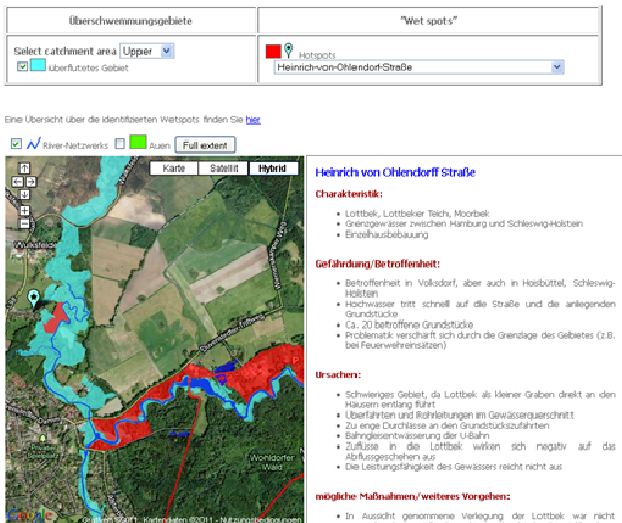 Überschwemmungsgebiete
"Wet spots"
Select catchment area Upper
überflutetes Gebiet
Hotspots
Heinrich-von-Ohlendorf-Straße
Eine Übersicht über die identifizierten Wetspots finden Sie hier
River-Netzwerks Auen Full extent
Karte Satellit Hybrid
Wulksfelde
Wohldorfer
Wald
Google
Kartendaten ©2011 - Nutzungsbedingungen
Heinrich von Ohlendorff Straße
Charakteristik:
Lottbek, Lottbeker Teich, Moorbek
Grenzgewässer zwischen Hamburg und Schleswig-Holstein
Einzelhausbebauung
Gefährdung/Betroffenheit:
Betroffenheit in Volksdorf, aber auch in Hoisbüttel, Schleswig-
Holstein
Hochwasser tritt schnell auf die Straße und die anliegenden
Grundstücke
Ca. 20 betroffene Grundstücke
Problematik verschärft sich durch die Grenzlage des Gebietes (z.B.
bei Feuerwehreinsätzen)
Ursachen:
Schwieriges Gebiet, da Lottbek als kleiner Graben direkt an den
Häusern entlang führt
Überfahrten und Rohrleitungen im Gewässerquerschnitt
Zu enge Durchlässe an den Grundstückszufahrten
Bahngleisentwässerung der U-Bahn
Zuflüsse in die Lottbek wirken sich negativ auf das
Abflussgeschehen aus
Die Leistungsfähigkeit des Gewässers reicht nicht aus
mögliche Maßnahmen/weiteres Vorgehen:
In Aussicht genommene Verlegung der Lottbek war nicht